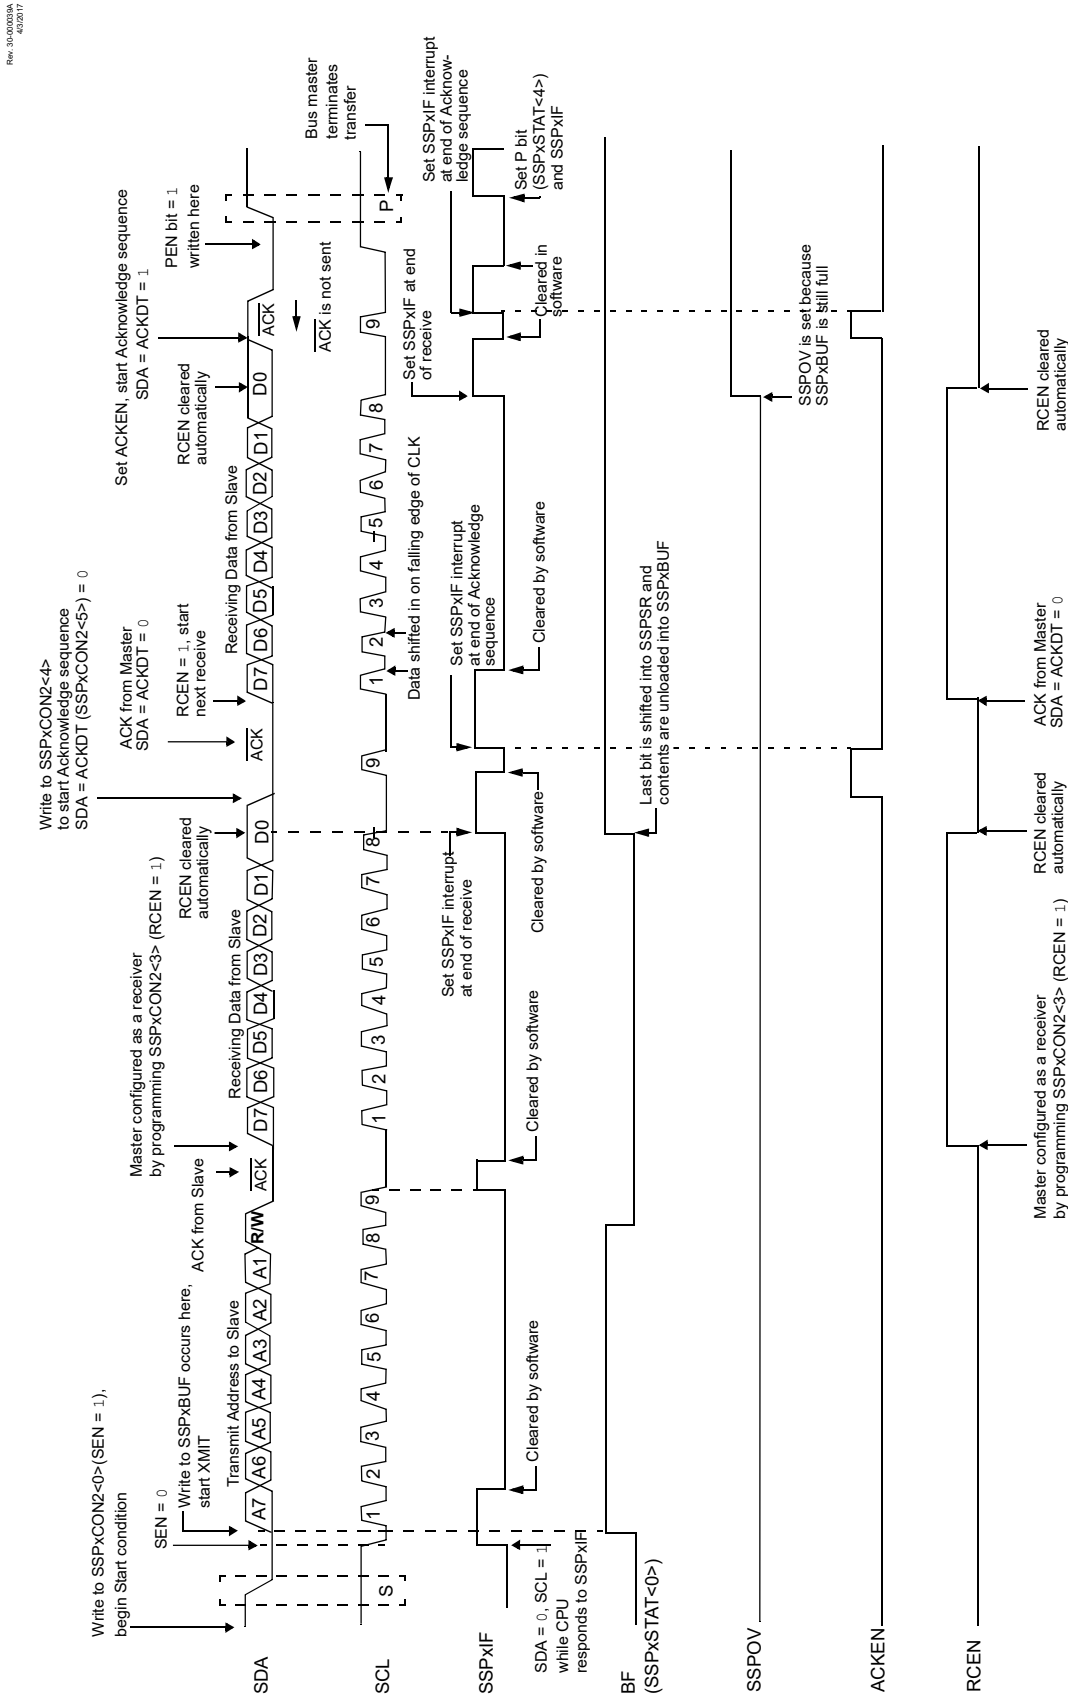 Rev. 30-000039A
4/3/2017
Write to SSPxCON2<0>(SEN = 1),
begin Start condition
SEN = 0
Write to SSPxBUF occurs here,
start XMIT
ACK from Slave
Master configured as a receiver
by programming SSPxCON2<3> (RCEN = 1)
RCEN cleared
automatically
Write to SSPxCON2<4>
to start Acknowledge sequence
SDA = ACKDT (SSPxCON2<5>) = 0
ACK from Master
SDA = ACKDT = 0
RCEN = 1, start
next receive
RCEN cleared
automatically
Set ACKEN, start Acknowledge sequence
SDA = ACKDT = 1
PEN bit = 1
written here
Transmit Address to Slave
Receiving Data from Slave
Receiving Data from Slave
SDA
A7 A6 A5 A4 A3 A2 A1 R/W ACK D7 D6 D5 D4 D3 D2 D1 D0 ACK D7 D6 D5 D4 D3 D2 D1 D0 ACK
ACK is not sent
Bus master
terminates
transfer
SCL
S 1 2 3 4 5 6 7 8 9 1 2 3 4 5 6 7 8 9 1 2 3 4 5 6 7 8 9 P
Data shifted in on falling edge of CLK
Set SSPxIF interrupt
at end of receive
Set SSPxIF interrupt
at end of Acknowledge
sequence
Set SSPxIF at end
of receive
Set SSPxIF interrupt
at end of Acknow-
ledge sequence
SSPxIF
SDA = 0, SCL = 1
while CPU
responds to SSPxIF
Cleared by software
Cleared by software
Cleared by software
Cleared by software
Cleared in
software
Set P bit
(SSPxSTAT<4>)
and SSPxIF
BF
(SSPxSTAT<0>)
Last bit is shifted into SSPSR and
contents are unloaded into SSPxBUF
SSPOV
SSPOV is set because
SSPxBUF is still full
ACKEN
RCEN
Master configured as a receiver
by programming SSPxCON2<3> (RCEN = 1)
RCEN cleared
automatically
ACK from Master
SDA = ACKDT = 0
RCEN cleared
automatically